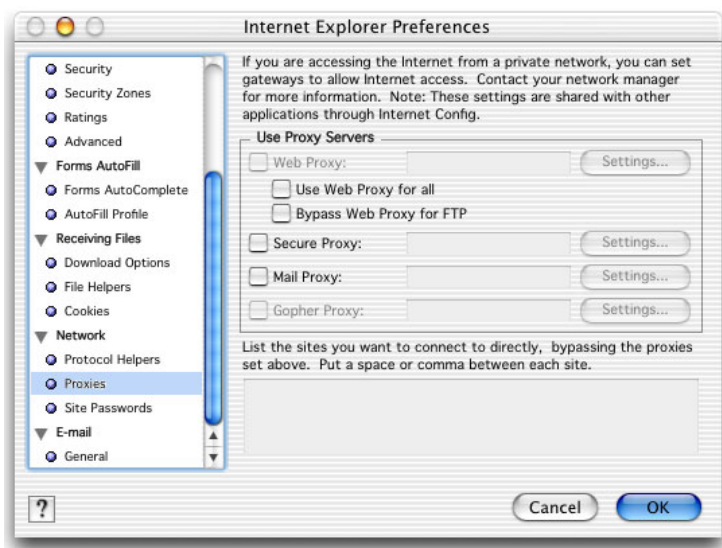 Internet Explorer Preferences
Security
Security Zones
Ratings
Advanced
Forms AutoFill
Forms AutoComplete
AutoFill Profile
Receiving Files
Download Options
File Helpers
Cookies
Network
Protocol Helpers
Proxies
Site Passwords
E-mail
General
If you are accessing the Internet from a private network, you can set
gateways to allow Internet access. Contact your network manager
for more information. Note: These settings are shared with other
applications through Internet Config.
Use Proxy Servers
Web Proxy: Settings...
Use Web Proxy for all
Bypass Web Proxy for FTP
Secure Proxy: Settings...
Mail Proxy: Settings...
Gopher Proxy: Settings...
List the sites you want to connect to directly, bypassing the proxies
set above. Put a space or comma between each site.
? Cancel OK